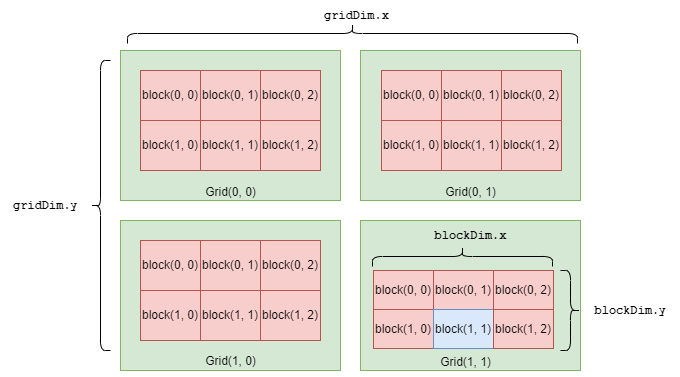 gridDim.x
block(0, 0) block(0, 1) block(0, 2)
block(1, 0) block(1, 1) block(1, 2)
Grid(0, 0)
block(0, 0) block(0, 1) block(0, 2)
block(1, 0) block(1, 1) block(1, 2)
Grid(0, 1)
gridDim.y
block(0, 0) block(0, 1) block(0, 2)
block(1, 0) block(1, 1) block(1, 2)
Grid(1, 0)
blockDim.x
block(0, 0) block(0, 1) block(0, 2)
block(1, 0) block(1, 1) block(1, 2)
blockDim.y
Grid(1, 1)